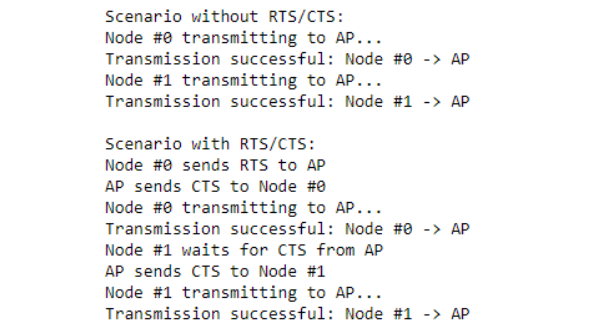 Scenario without RTS/CTS:
Node #0 transmitting to AP...
Transmission successful: Node #0 -> AP
Node #1 transmitting to AP...
Transmission successful: Node #1 -> AP

Scenario with RTS/CTS:
Node #0 sends RTS to AP
AP sends CTS to Node #0
Node #0 transmitting to AP...
Transmission successful: Node #0 -> AP
Node #1 waits for CTS from AP
AP sends CTS to Node #1
Node #1 transmitting to AP...
Transmission successful: Node #1 -> AP